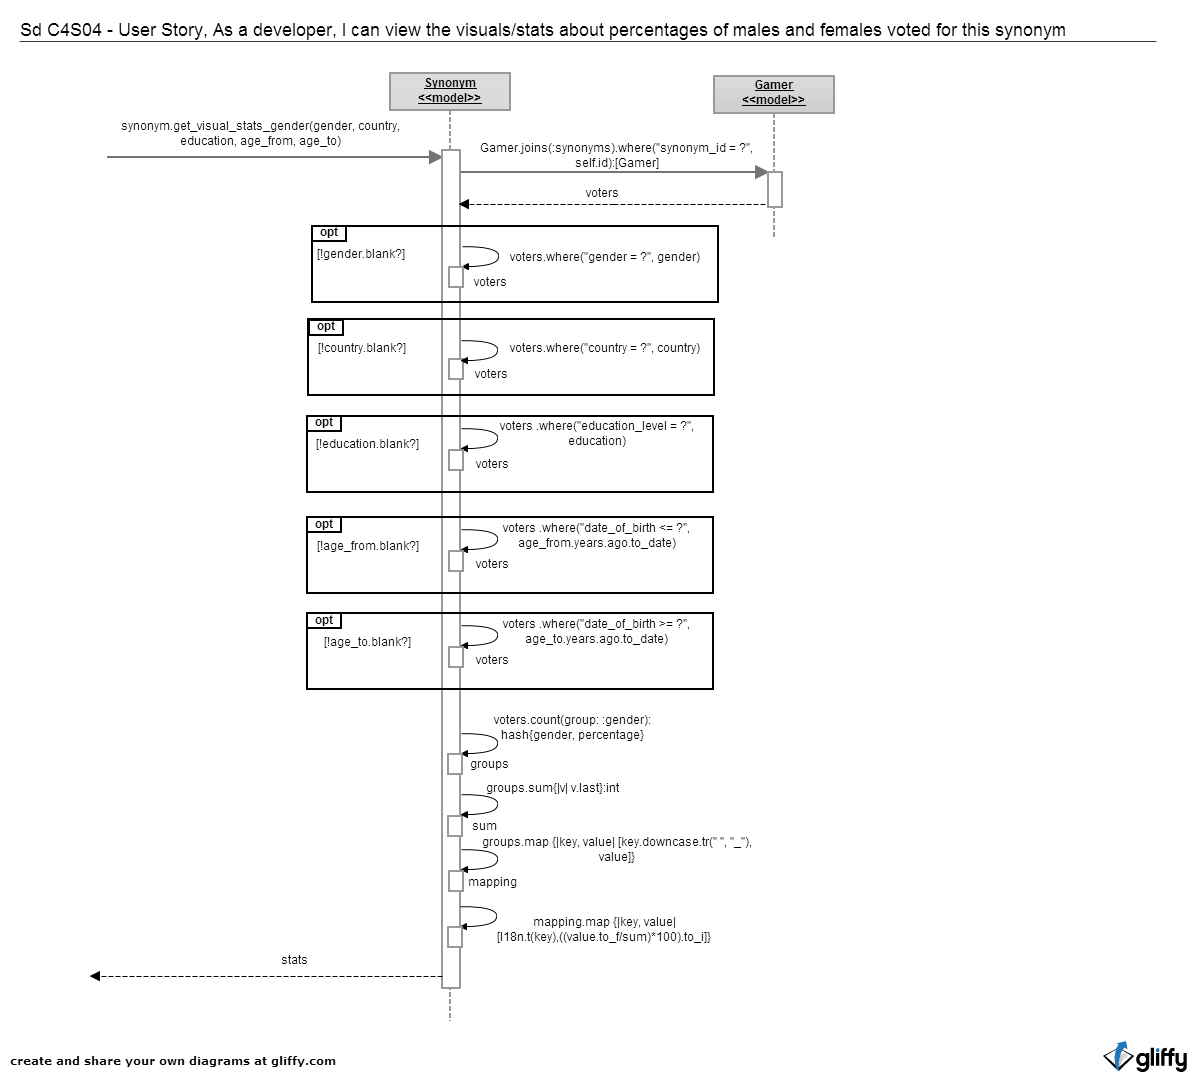 Sd C4S04 - User Story, As a developer, I can view the visuals/stats about percentages of males and females voted for this synonym
Synonym
<<model>>
Gamer
<<model>>
synonym.get_visual_stats_gender(gender, country,
education, age_from, age_to)
Gamer.joins(:synonyms).where("synonym_id = ?",
self.id):[Gamer]
voters
opt
[!gender.blank?]
voters.where("gender = ?", gender)
voters
opt
[!country.blank?]
voters.where("country = ?", country)
voters
opt
[!education.blank?]
voters .where("education_level = ?",
education)
voters
opt
[!age_from.blank?]
voters .where("date_of_birth <= ?",
age_from.years.ago.to_date)
voters
opt
[!age_to.blank?]
voters .where("date_of_birth >= ?",
age_to.years.ago.to_date)
voters
voters.count(group: :gender):
hash{gender, percentage}
groups
groups.sum{|v| v.last}:int
sum
groups.map {|key, value| [key.downcase.tr(" ", "_"),
value]}
mapping
mapping.map {|key, value|
[I18n.t(key),((value.to_f/sum)*100).to_i]}
stats
create and share your own diagrams at gliffy.com
gliffy